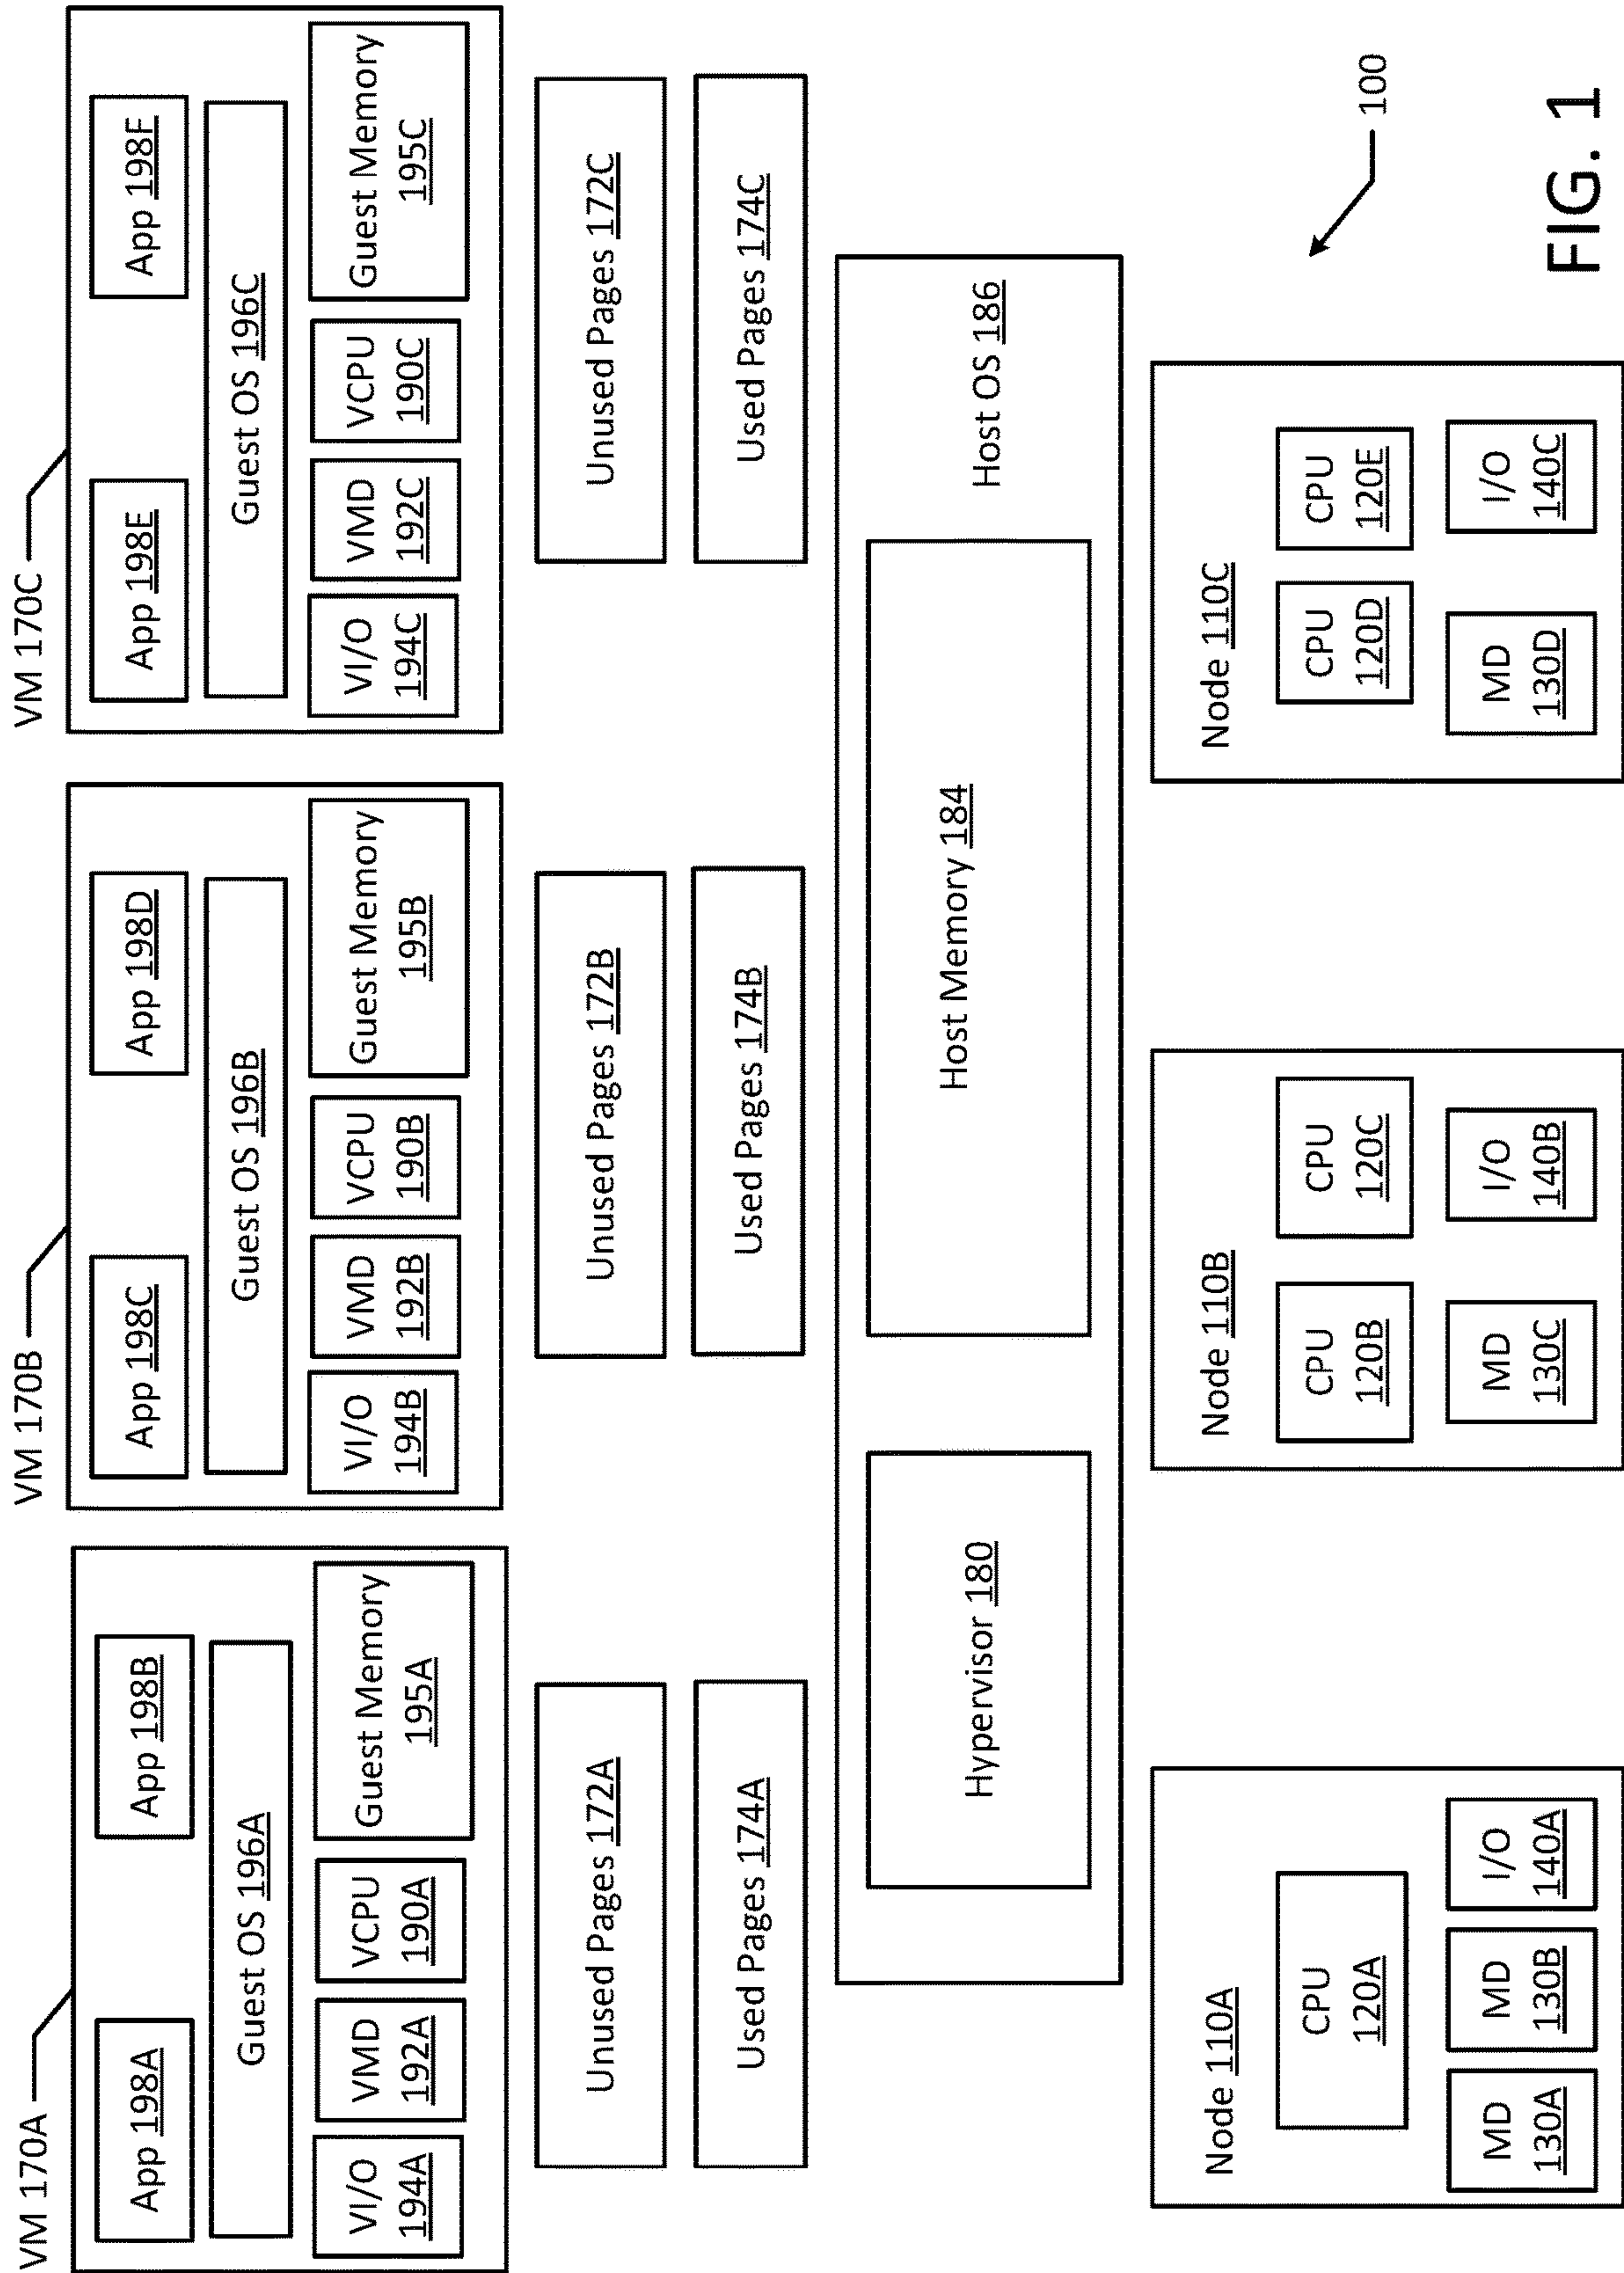 VM 170A
App 198A
App 198B
Guest OS 196A
VI/O
194A
VMD
192A
VCPU
190A
Guest Memory
195A
VM 170B
App 198C
App 198D
Guest OS 196B
VI/O
194B
VMD
192B
VCPU
190B
Guest Memory
195B
VM 170C
App 198E
App 198F
Guest OS 196C
VI/O
194C
VMD
192C
VCPU
190C
Guest Memory
195C
Unused Pages 172A
Unused Pages 172B
Unused Pages 172C
Used Pages 174A
Used Pages 174B
Used Pages 174C
Hypervisor 180
Host Memory 184
Host OS 186
Node 110A
CPU
120A
MD
130A
MD
130B
I/O
140A
Node 110B
CPU
120B
CPU
120C
MD
130C
I/O
140B
Node 110C
CPU
120D
CPU
120E
MD
130D
I/O
140C
100
FIG. 1